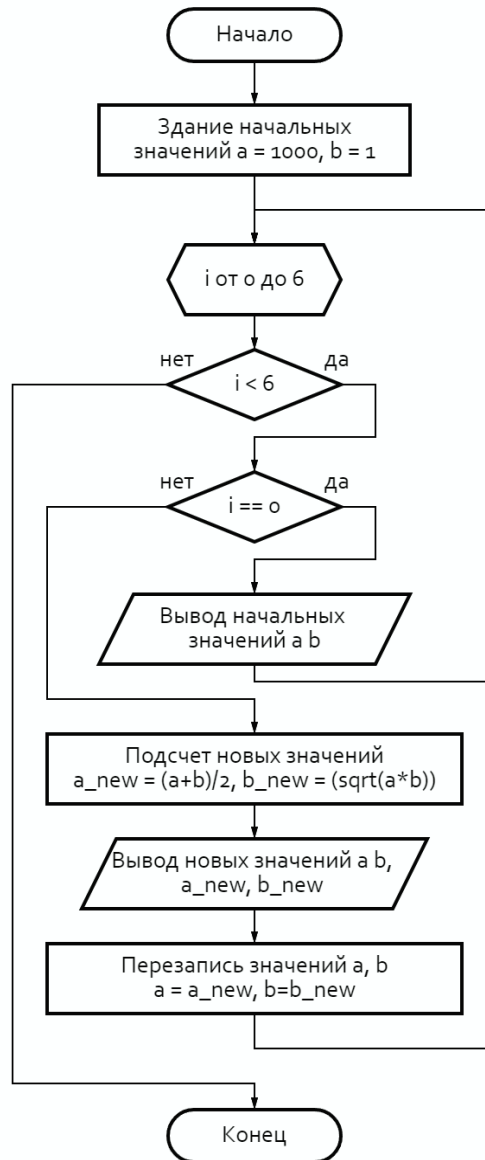 Начало
Здание начальных
значений a = 1000, b = 1
i от 0 до 6
нет
да
i < 6
нет
да
i == 0
Вывод начальных
значений a b
Подсчет новых значений
a_new = (a+b)/2, b_new = (sqrt(a*b))
Вывод новых значений a b,
a_new, b_new
Перезапись значений a, b
a = a_new, b=b_new
Конец